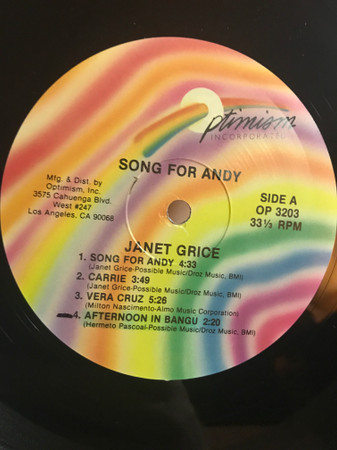 Optimism
INCORPORATED
SONG FOR ANDY
Mfg. & Dist. by
Optimism, Inc.
3575 Cahuenga Blvd.
West #247
Los Angeles, CA 90068
SIDE A
OP 3203
33⅓ RPM
JANET GRICE
1. SONG FOR ANDY 4:33
(Janet Grice-Possible Music/Droz Music, BMI)
2. CARRIE 3:49
(Janet Grice-Possible Music/Droz Music, BMI)
3. VERA CRUZ 5:26
(Milton Nascimento-Almo Music Corporation)
4. AFTERNOON IN BANGU 2:20
(Hermeto Pascoal-Possible Music/Droz Music, BMI)